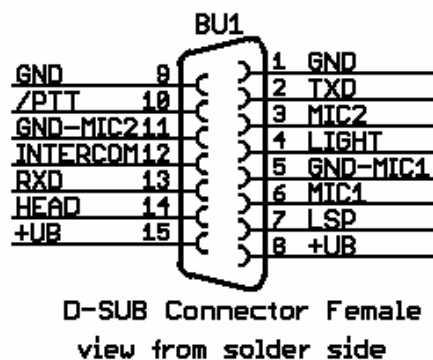 BU1
1 GND
GND 9
2 TXD
/PTT 10
3 MIC2
GND-MIC2 11
4 LIGHT
INTERCOM 12
5 GND-MIC1
RXD 13
6 MIC1
HEAD 14
7 LSP
+UB 15
8 +UB
D-SUB Connector Female
view from solder side